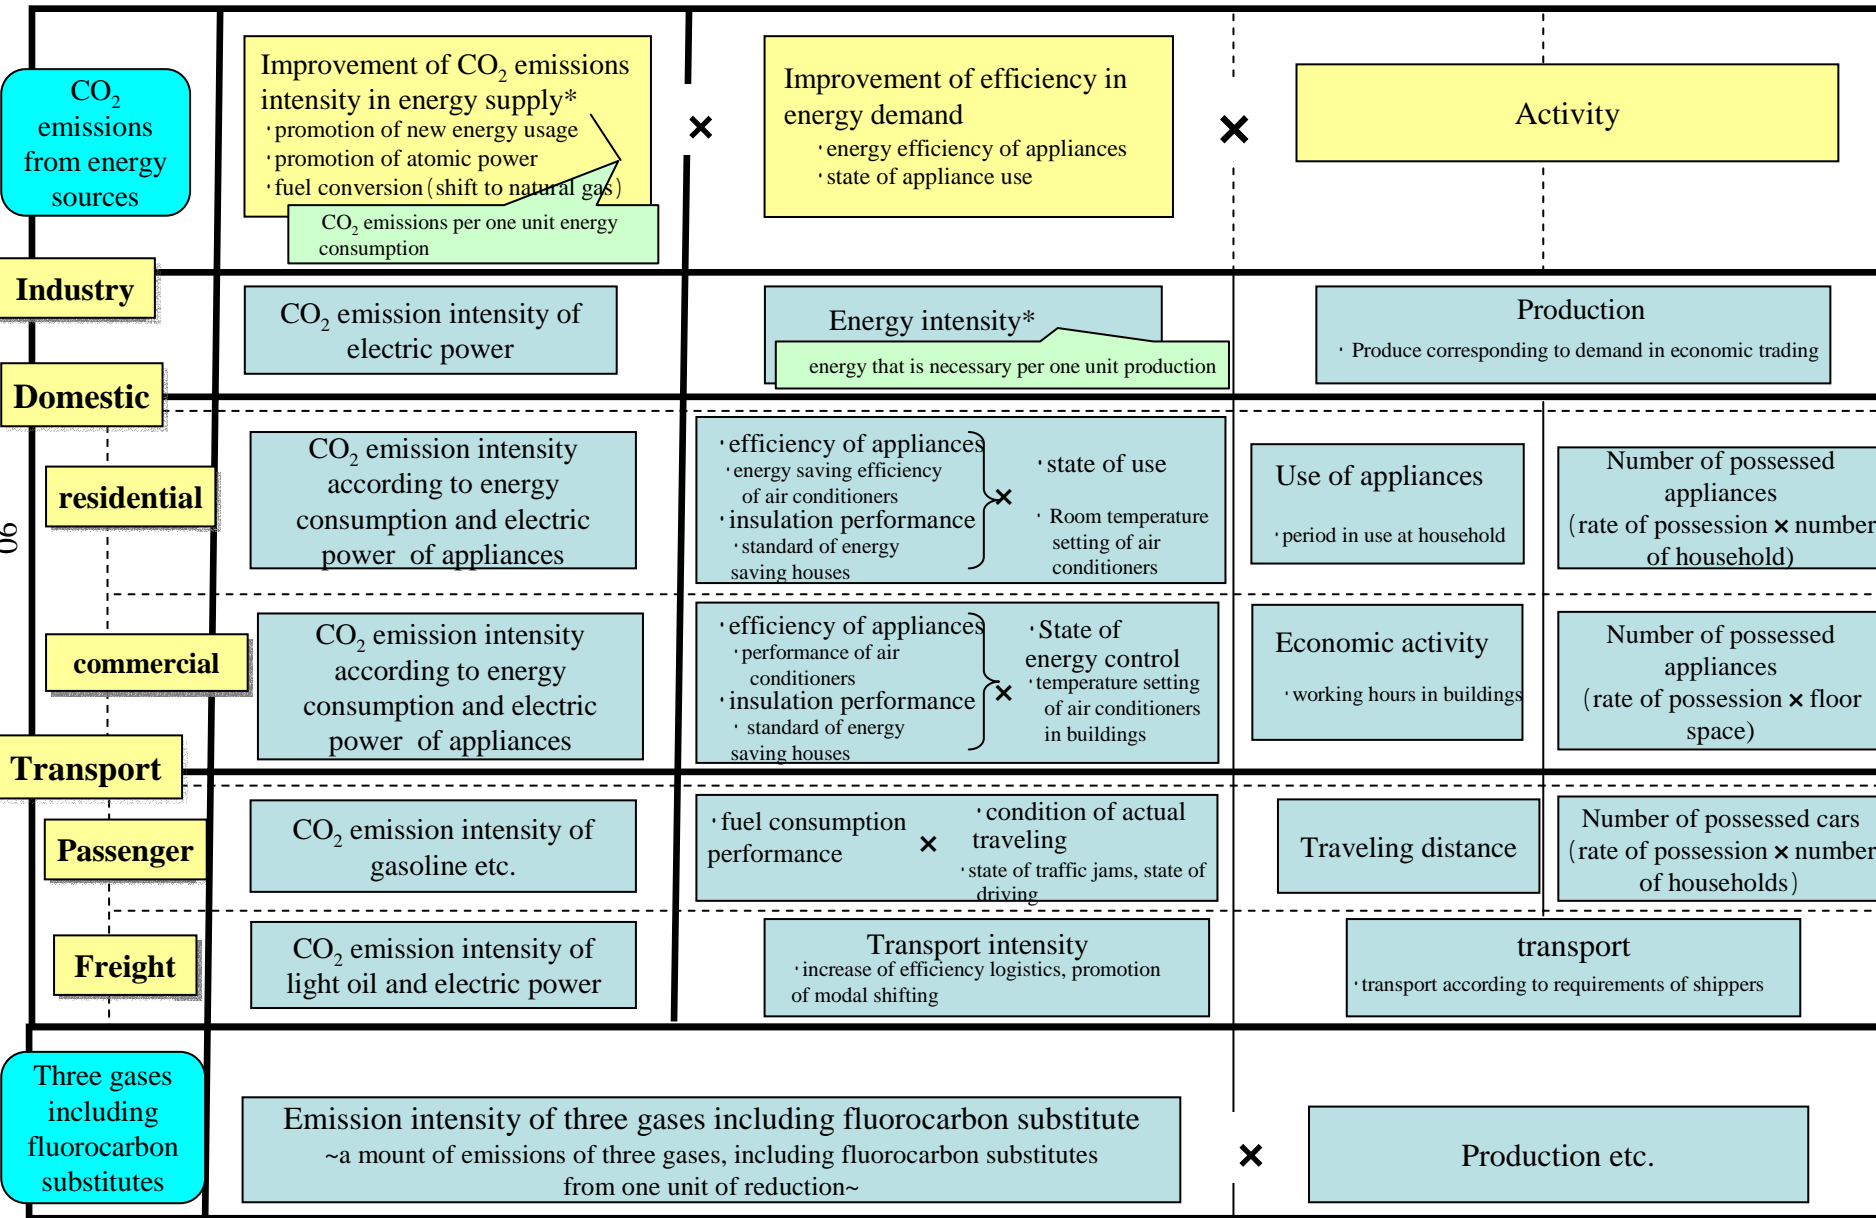 CO2
emissions
from energy
sources
Improvement of CO2 emissions
intensity in energy supply*
・promotion of new energy usage
・promotion of atomic power
・fuel conversion(shift to natural gas)
CO2 emissions per one unit energy
consumption
×
Improvement of efficiency in
energy demand
・energy efficiency of appliances
・state of appliance use
×
Activity
Industry
CO2 emission intensity of
electric power
Energy intensity*
energy that is necessary per one unit production
Production
・Produce corresponding to demand in economic trading
Domestic
residential
CO2 emission intensity
according to energy
consumption and electric
power of appliances
・efficiency of appliances
・energy saving efficiency
of air conditioners
・insulation performance
・standard of energy
saving houses
×
・state of use
・Room temperature
setting of air
conditioners
Use of appliances
・period in use at household
Number of possessed
appliances
(rate of possession × number
of household)
90
commercial
CO2 emission intensity
according to energy
consumption and electric
power of appliances
・efficiency of appliances
・performance of air
conditioners
・insulation performance
・standard of energy
saving houses
×
・State of
energy control
・temperature setting
of air conditioners
in buildings
Economic activity
・working hours in buildings
Number of possessed
appliances
(rate of possession × floor
space)
Transport
Passenger
CO2 emission intensity of
gasoline etc.
・fuel consumption
performance
×
・condition of actual
traveling
・state of traffic jams, state of
driving
Traveling distance
Number of possessed cars
(rate of possession × number
of households)
Freight
CO2 emission intensity of
light oil and electric power
Transport intensity
・increase of efficiency logistics, promotion
of modal shifting
transport
・transport according to requirements of shippers
Three gases
including
fluorocarbon
substitutes
Emission intensity of three gases including fluorocarbon substitute
~a mount of emissions of three gases, including fluorocarbon substitutes
from one unit of reduction~
×
Production etc.